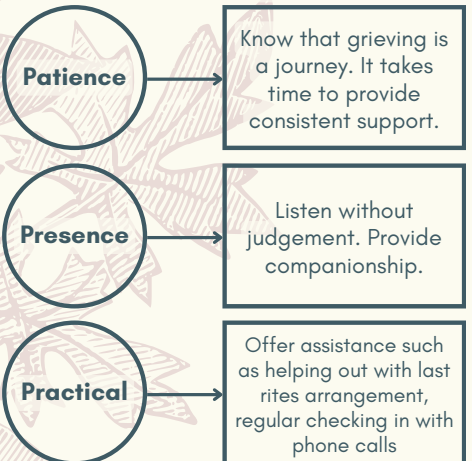 Patience
Know that grieving is
a journey. It takes
time to provide
consistent support.
Presence
Listen without
judgement. Provide
companionship.
Practical
Offer assistance such
as helping out with last
rites arrangement,
regular checking in with
phone calls